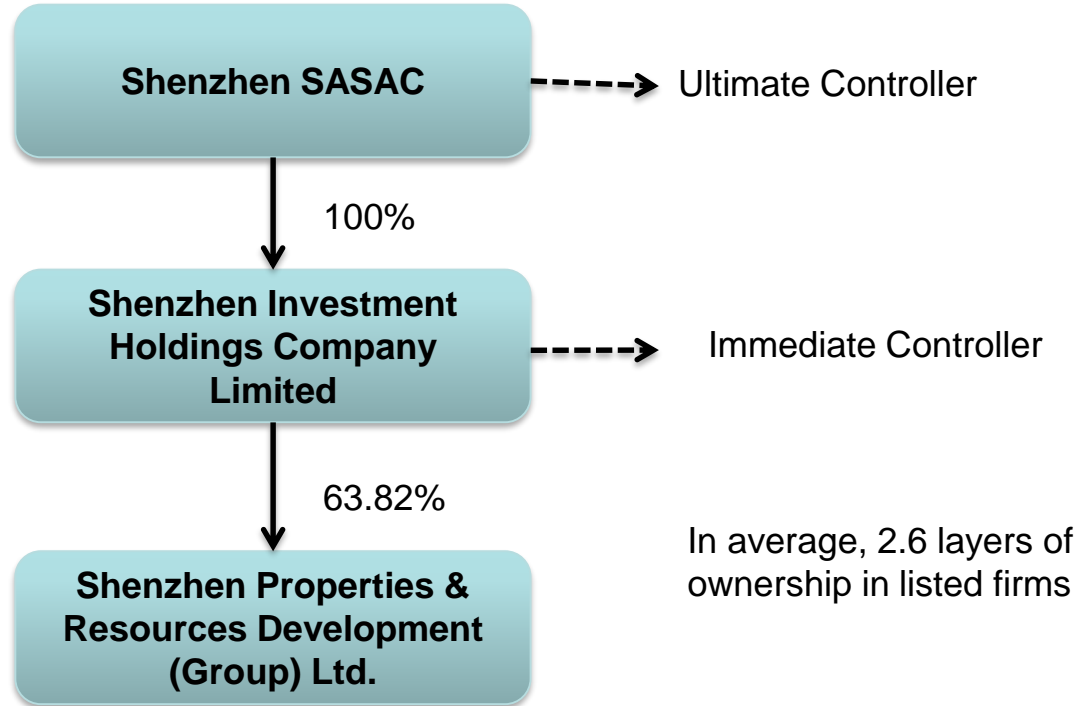 Shenzhen SASAC
Ultimate Controller
100%
Shenzhen Investment
Holdings Company
Limited
Immediate Controller
63.82%
In average, 2.6 layers of
ownership in listed firms
Shenzhen Properties &
Resources Development
(Group) Ltd.